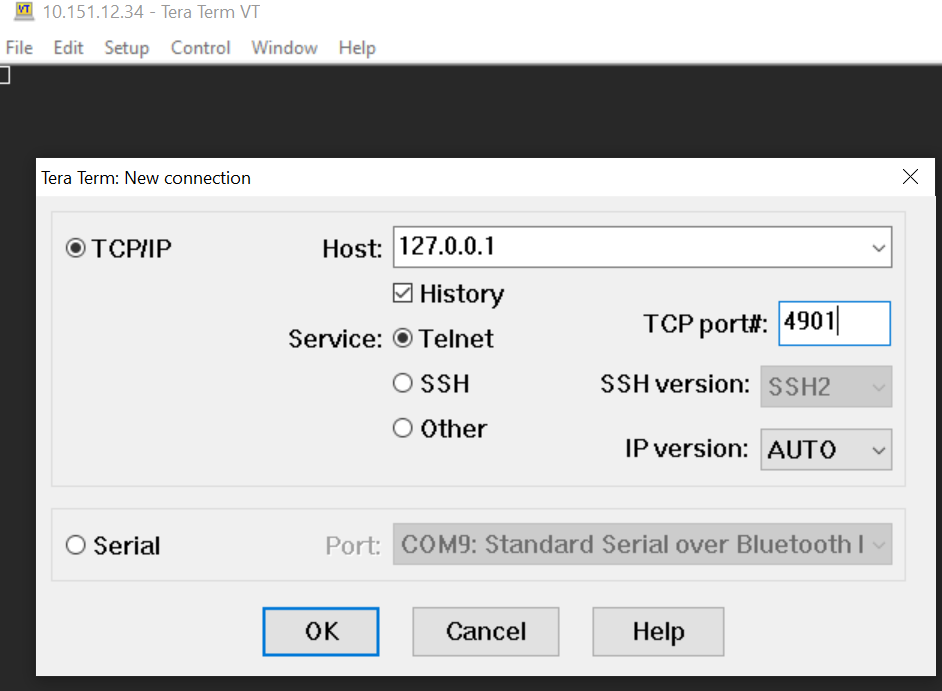 10.151.12.34 - Tera Term VT
File Edit Setup Control Window Help
Tera Term: New connection
TCP/IP Host: 127.0.0.1
History
TCP port#: 4901
Service: Telnet
SSH SSH version: SSH2
Other IP version: AUTO
Serial Port: COM9: Standard Serial over Bluetooth l
OK Cancel Help